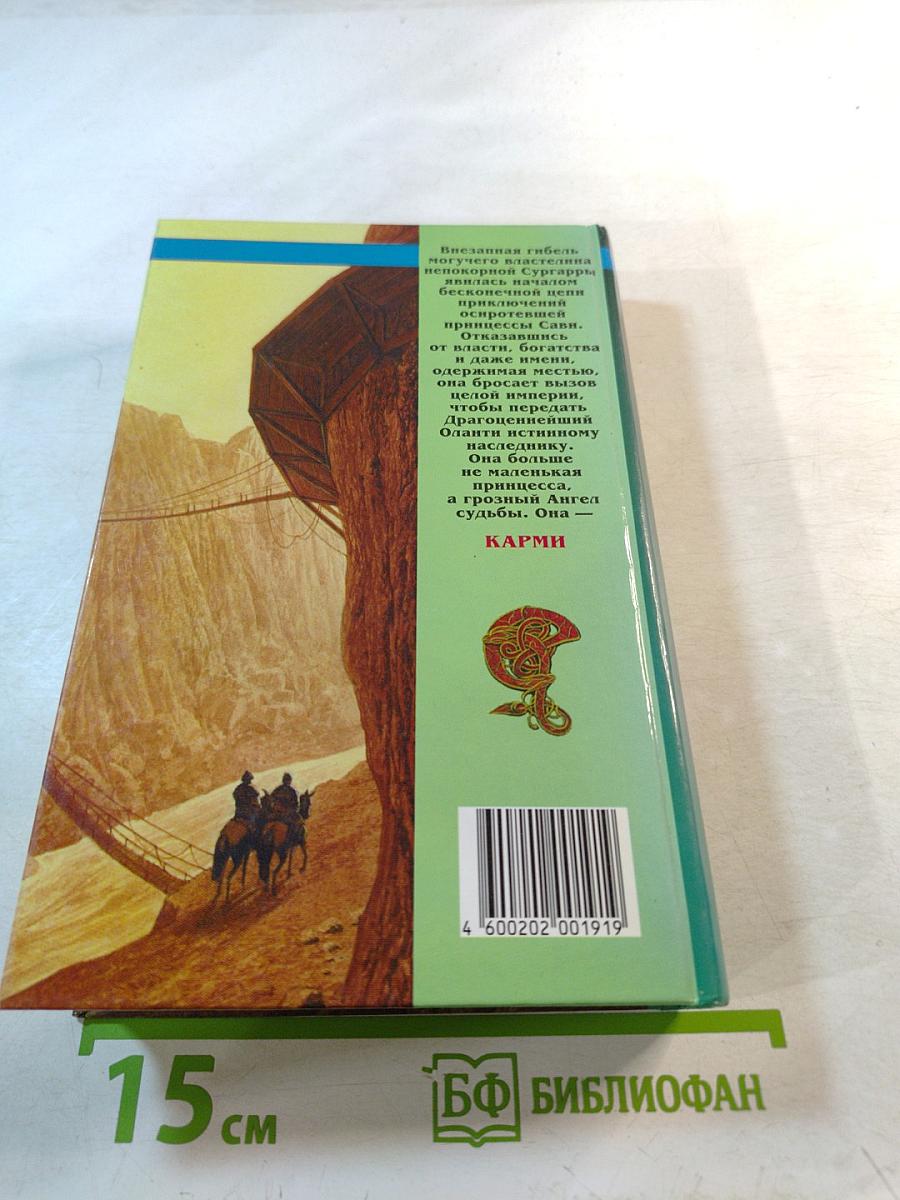 Внезапная гибель
могучего властелина
непокорной Сургарры
явилась началом
бесконечной цепи
приключений
осиротевшей
принцессы Сави.
Отказавшись
от власти, богатства
и даже имени,
одержимая местью,
она бросает вызов
целой империи,
чтобы передать
Драгоценнейший
Оланти истинному
наследнику.
Она больше
не маленькая
принцесса,
а грозный Ангел
судьбы. Она —
КАРМИ
4 600202 001919
15 см
БФ БИБЛИОФАН